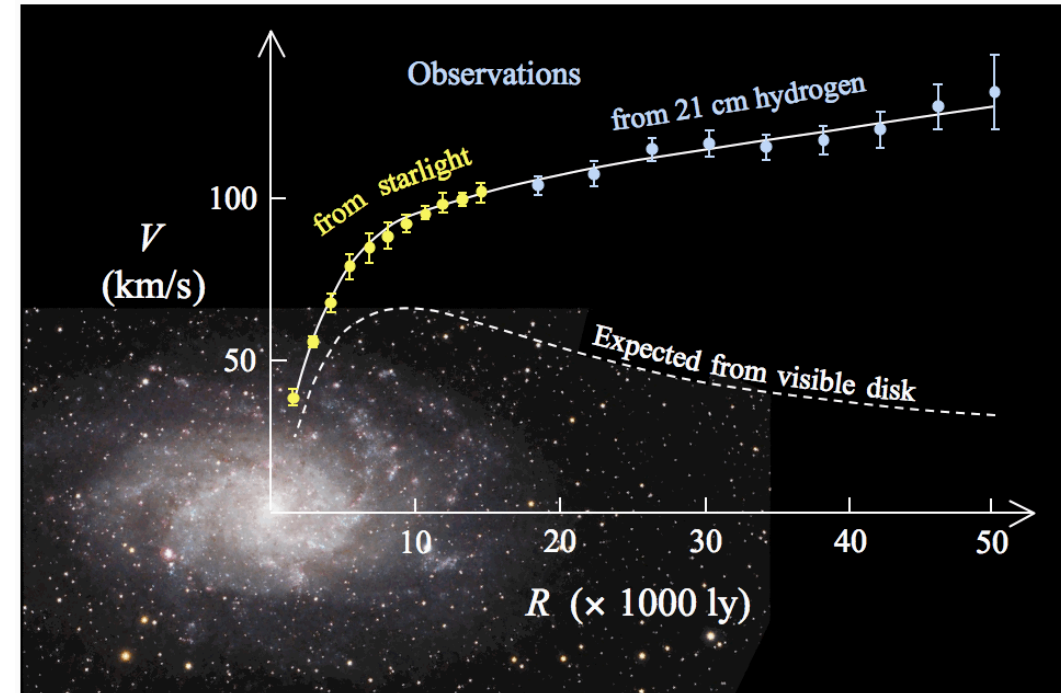 Observations
from 21 cm hydrogen
from starlight
100
V
(km/s)
50
Expected from visible disk
10 20 30 40 50
R (× 1000 ly)